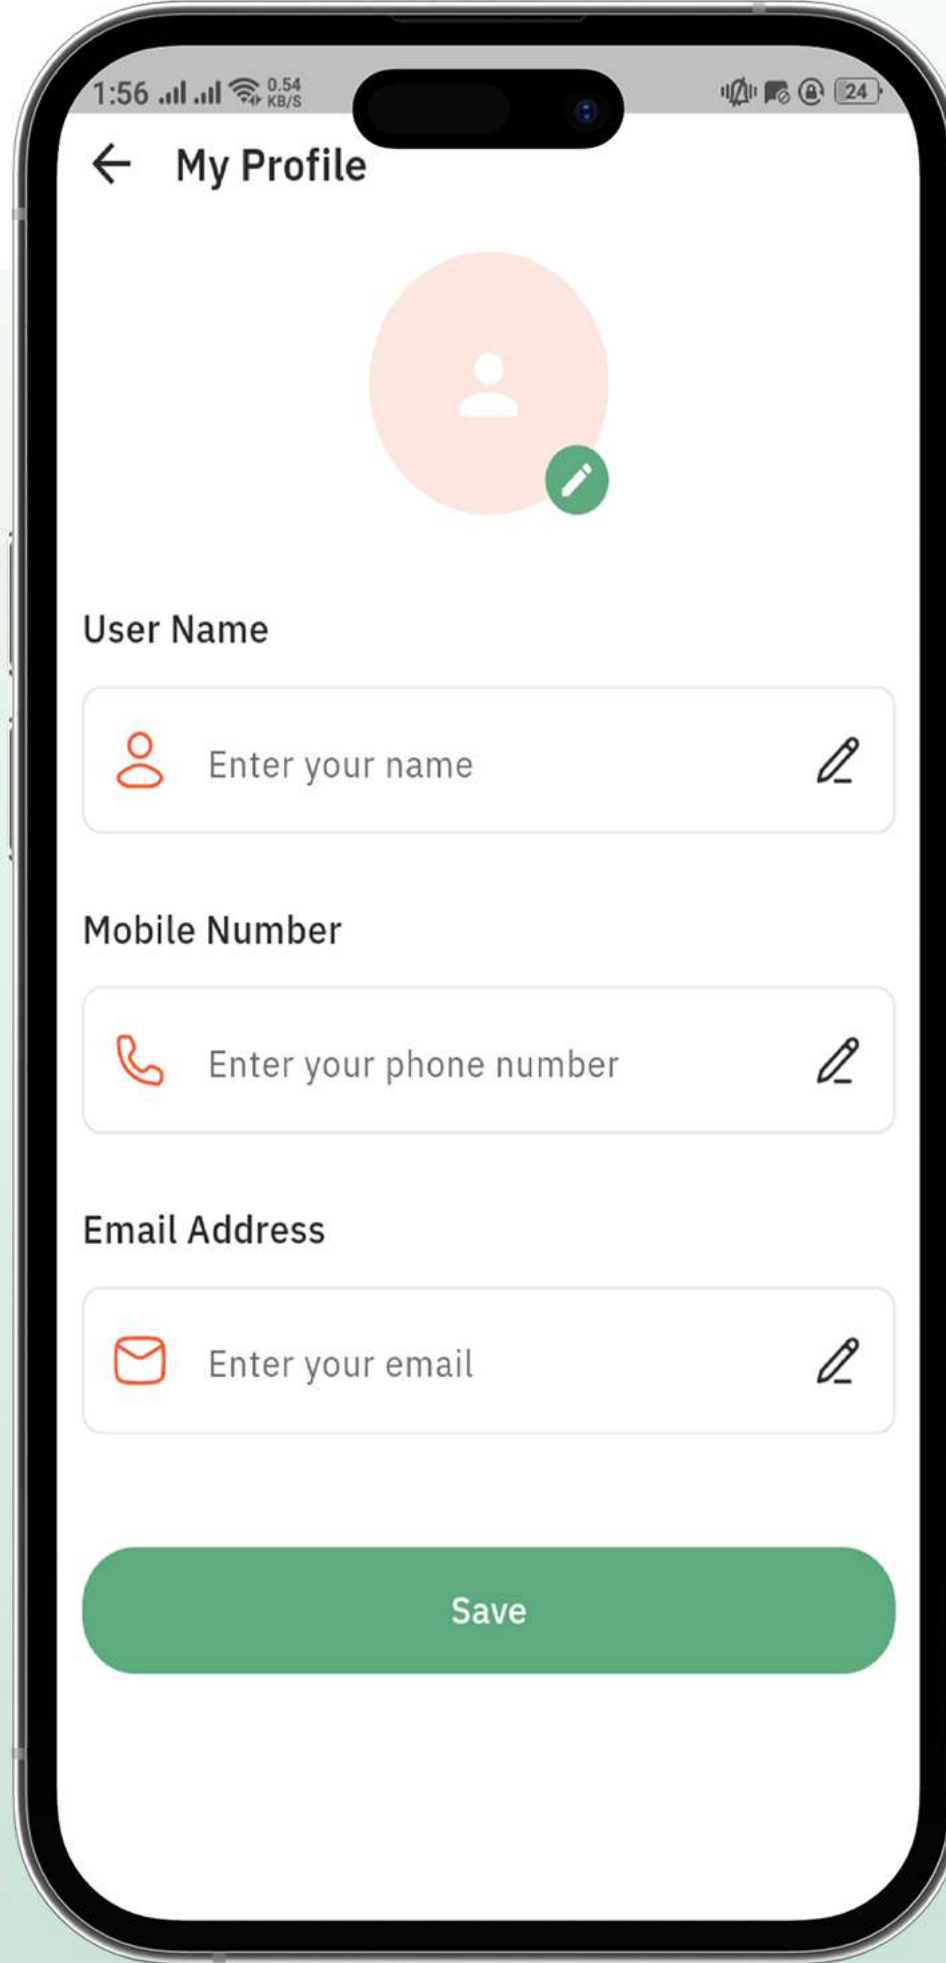 1:56 0.54 KB/S 24
My Profile
User Name
Enter your name
Mobile Number
Enter your phone number
Email Address
Enter your email
Save